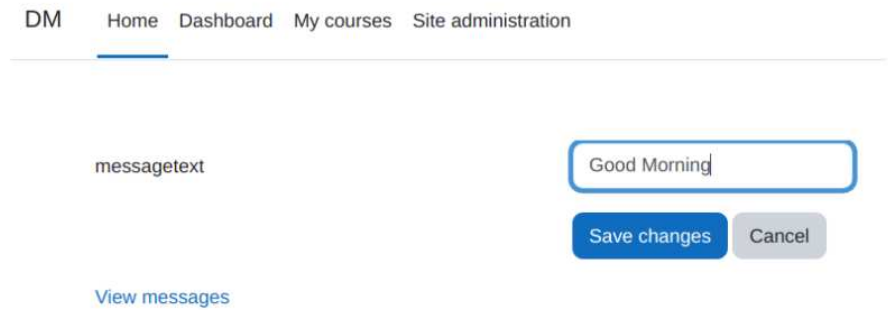 DM Home Dashboard My courses Site administration
messagetext Good Morning
Save changes Cancel
View messages